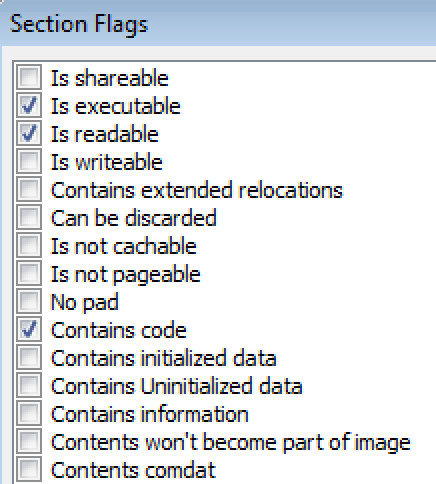 Section Flags
Is shareable
Is executable
Is readable
Is writeable
Contains extended relocations
Can be discarded
Is not cachable
Is not pageable
No pad
Contains code
Contains initialized data
Contains Uninitialized data
Contains information
Contents won't become part of image
Contents comdat